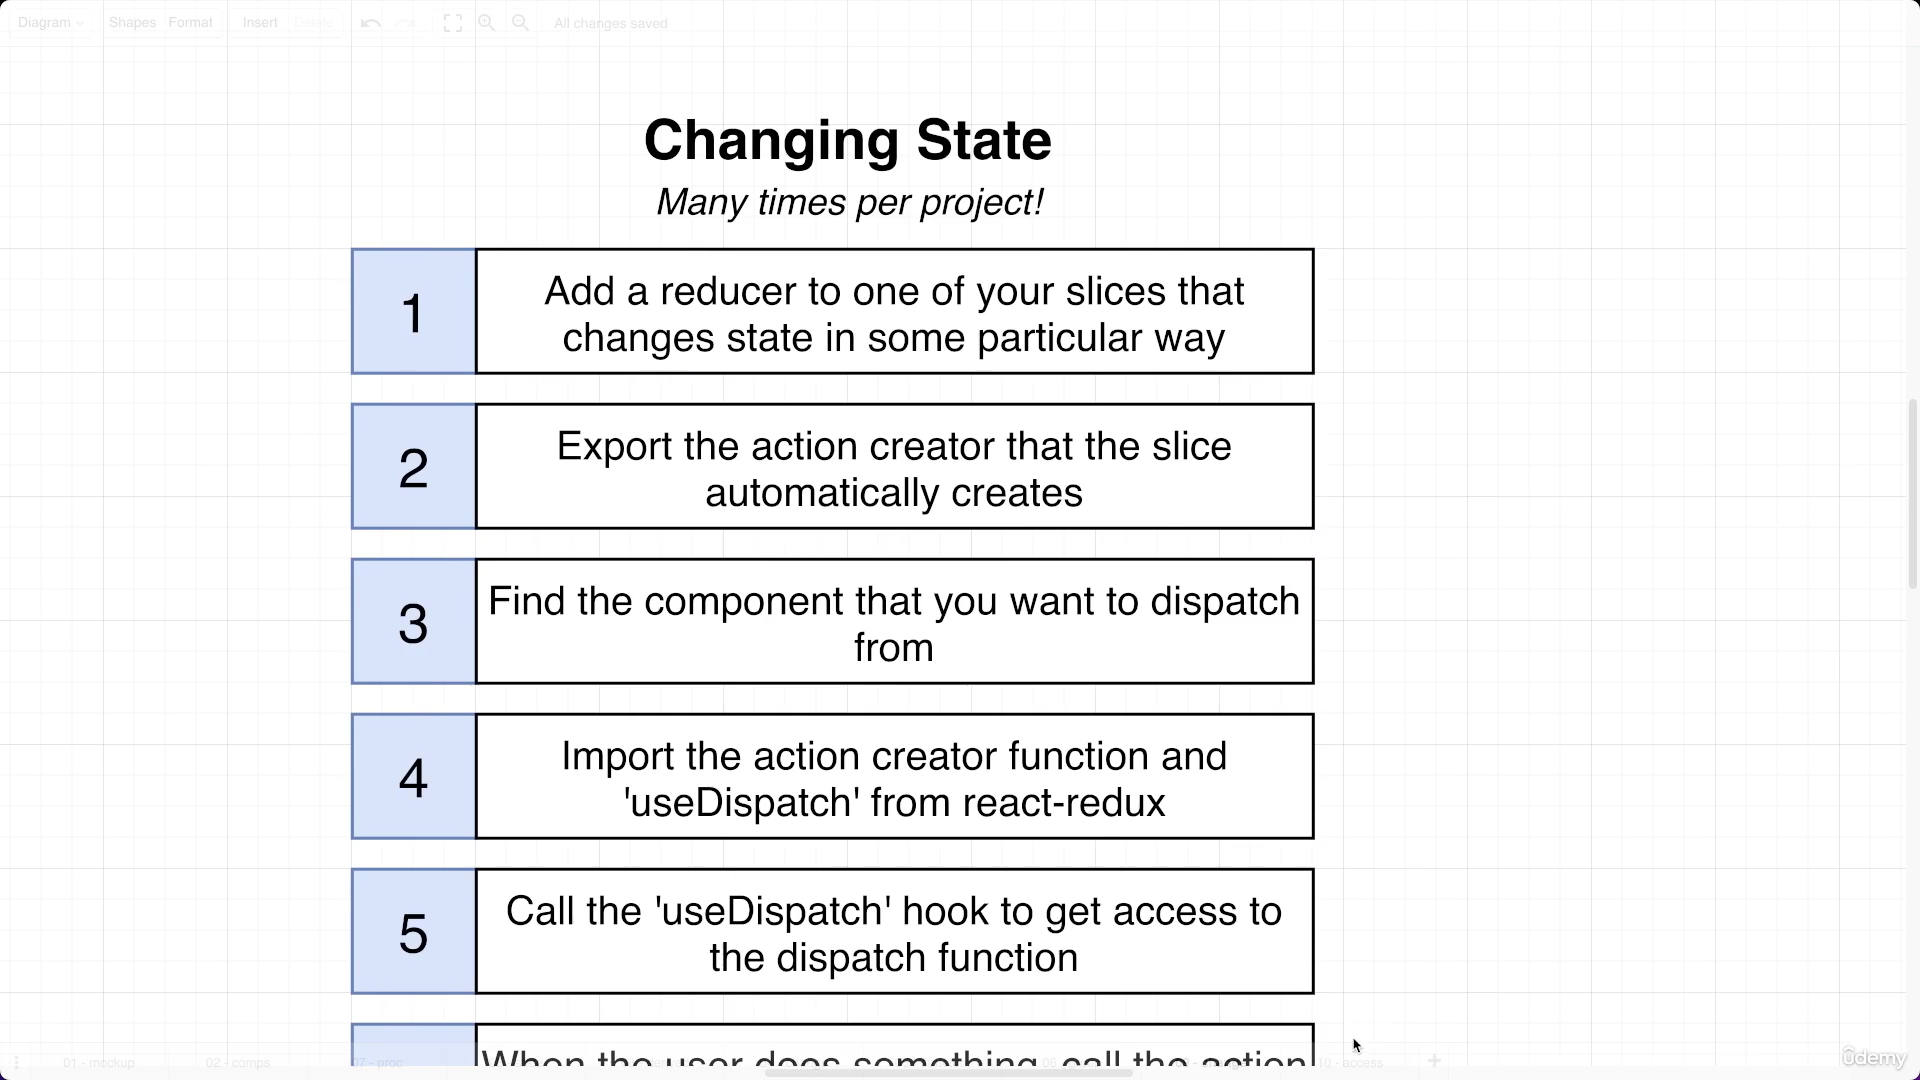 Diagram
Shapes
Format
Insert
Delete
All changes saved
Changing State
Many times per project!
1
Add a reducer to one of your slices that
changes state in some particular way
2
Export the action creator that the slice
automatically creates
3
Find the component that you want to dispatch
from
4
Import the action creator function and
'useDispatch' from react-redux
5
Call the 'useDispatch' hook to get access to
the dispatch function
When the user does something, call the action
01 - mockup
02 - comps
07 - proc
06
10 - access
+
ûdemy